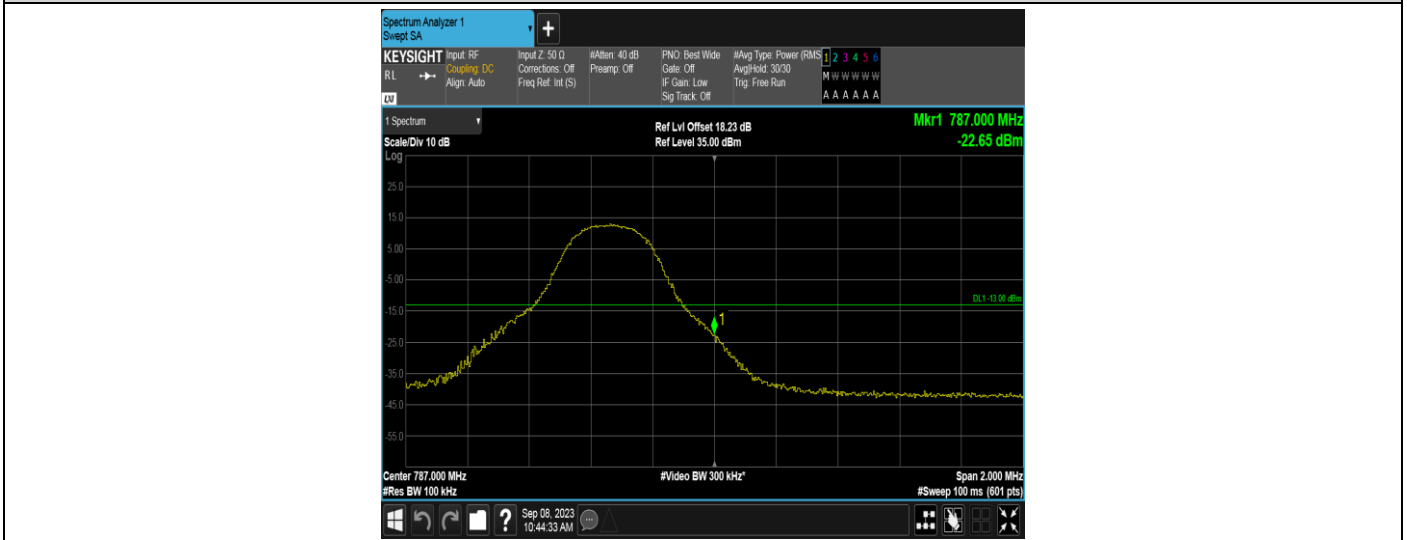 Spectrum Analyzer 1
Swept SA
+
KEYSIGHT
RL
LXI
Input: RF
Coupling: DC
Align: Auto
Input Z: 50 Ω
Corrections: Off
Freq Ref: Int (S)
#Atten: 40 dB
Preamp: Off
PNO: Best Wide
Gate: Off
IF Gain: Low
Sig Track: Off
#Avg Type: Power (RMS
Avg|Hold: 30/30
Trig: Free Run
1 2 3 4 5 6
M W W W W W
A A A A A A
1 Spectrum
Scale/Div 10 dB
Ref Lvl Offset 18.23 dB
Ref Level 35.00 dBm
Mkr1 787.000 MHz
-22.65 dBm
Log
25.0
15.0
5.00
-5.00
DL1 -13.00 dBm
-15.0
1
-25.0
-35.0
-45.0
-55.0
Center 787.000 MHz
#Video BW 300 kHz*
Span 2.000 MHz
#Res BW 100 kHz
#Sweep 100 ms (601 pts)
?
Sep 08, 2023
10:44:33 AM